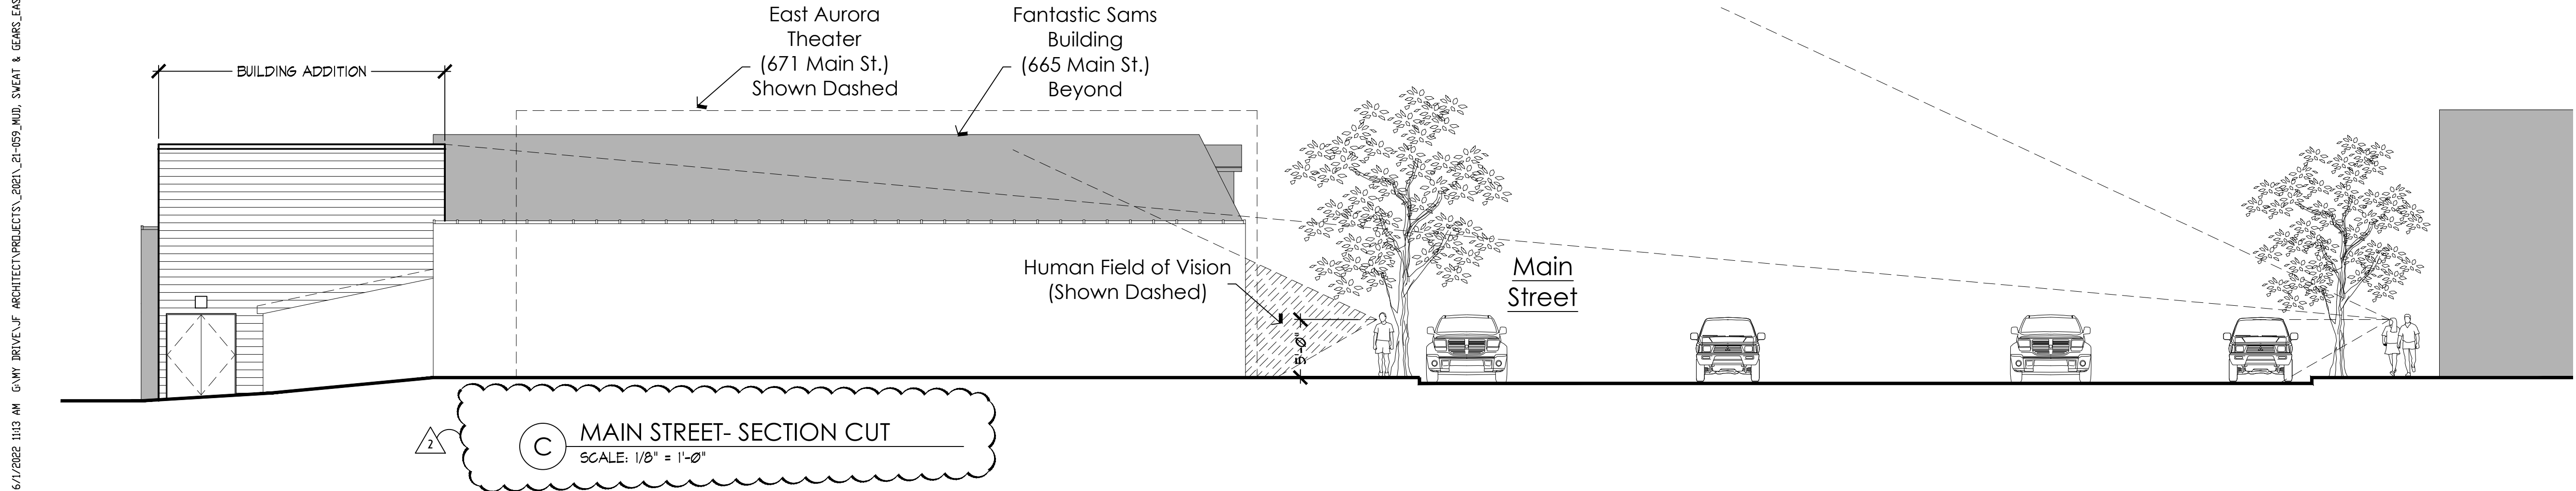 6/1/2022 11:13 AM G:\MY DRIVE\JF ARCHITECT\PROJECTS\_2021\_21-059_MUD, SWEAT & GEARS_EAS
BUILDING ADDITION
East Aurora
Theater
(671 Main St.)
Shown Dashed
Fantastic Sams
Building
(665 Main St.)
Beyond
Human Field of Vision
(Shown Dashed)
5'-0"
Main
Street
2
C
MAIN STREET- SECTION CUT
SCALE: 1/8" = 1'-0"